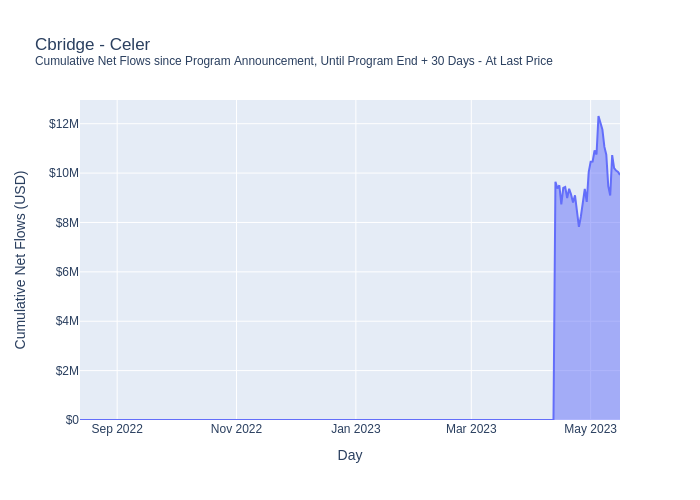 Cbridge - Celer
Cumulative Net Flows since Program Announcement, Until Program End + 30 Days - At Last Price
Cumulative Net Flows (USD)
$12M
$10M
$8M
$6M
$4M
$2M
$0
Sep 2022
Nov 2022
Jan 2023
Mar 2023
May 2023
Day